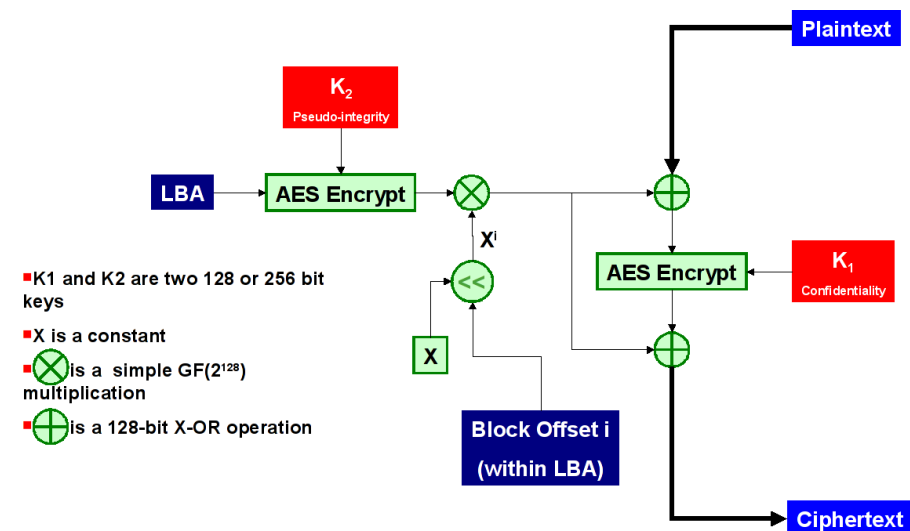 Plaintext
K₂
Pseudo-integrity
LBA
AES Encrypt
Xⁱ
AES Encrypt
K₁
Confidentiality
<<
X
K1 and K2 are two 128 or 256 bit
keys
X is a constant
is a simple GF(2¹²⁸)
multiplication
is a 128-bit X-OR operation
Block Offset i
(within LBA)
Ciphertext